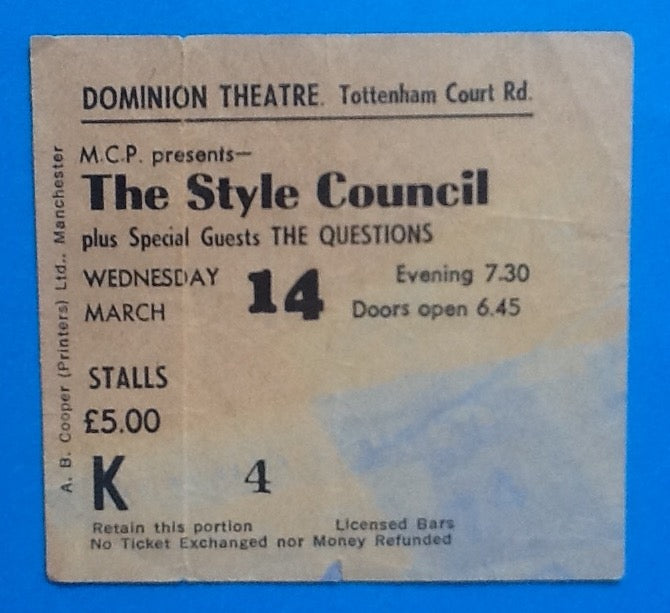 DOMINION THEATRE. Tottenham Court Rd.
M.C.P. presents—
The Style Council
plus Special Guests THE QUESTIONS
WEDNESDAY 14 Evening 7.30
MARCH Doors open 6.45
STALLS
£5.00
K 4
Retain this portion Licensed Bars
No Ticket Exchanged nor Money Refunded
A. B. Cooper (Printers) Ltd., Manchester